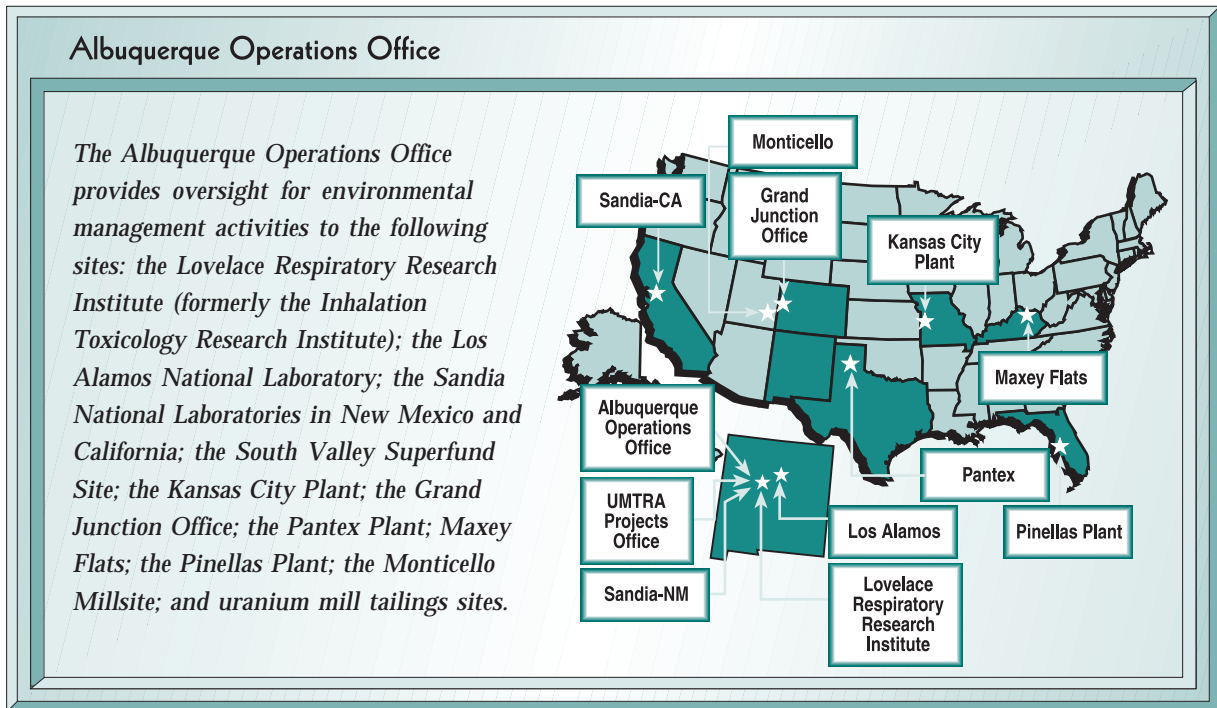 Albuquerque Operations Office
The Albuquerque Operations Office
provides oversight for environmental
management activities to the following
sites: the Lovelace Respiratory Research
Institute (formerly the Inhalation
Toxicology Research Institute); the Los
Alamos National Laboratory; the Sandia
National Laboratories in New Mexico and
California; the South Valley Superfund
Site; the Kansas City Plant; the Grand
Junction Office; the Pantex Plant; Maxey
Flats; the Pinellas Plant; the Monticello
Millsite; and uranium mill tailings sites.
Monticello
Sandia-CA
Grand
Junction
Office
Kansas City
Plant
Maxey Flats
Albuquerque
Operations
Office
Pantex
UMTRA
Projects
Office
Los Alamos
Pinellas Plant
Sandia-NM
Lovelace
Respiratory
Research
Institute